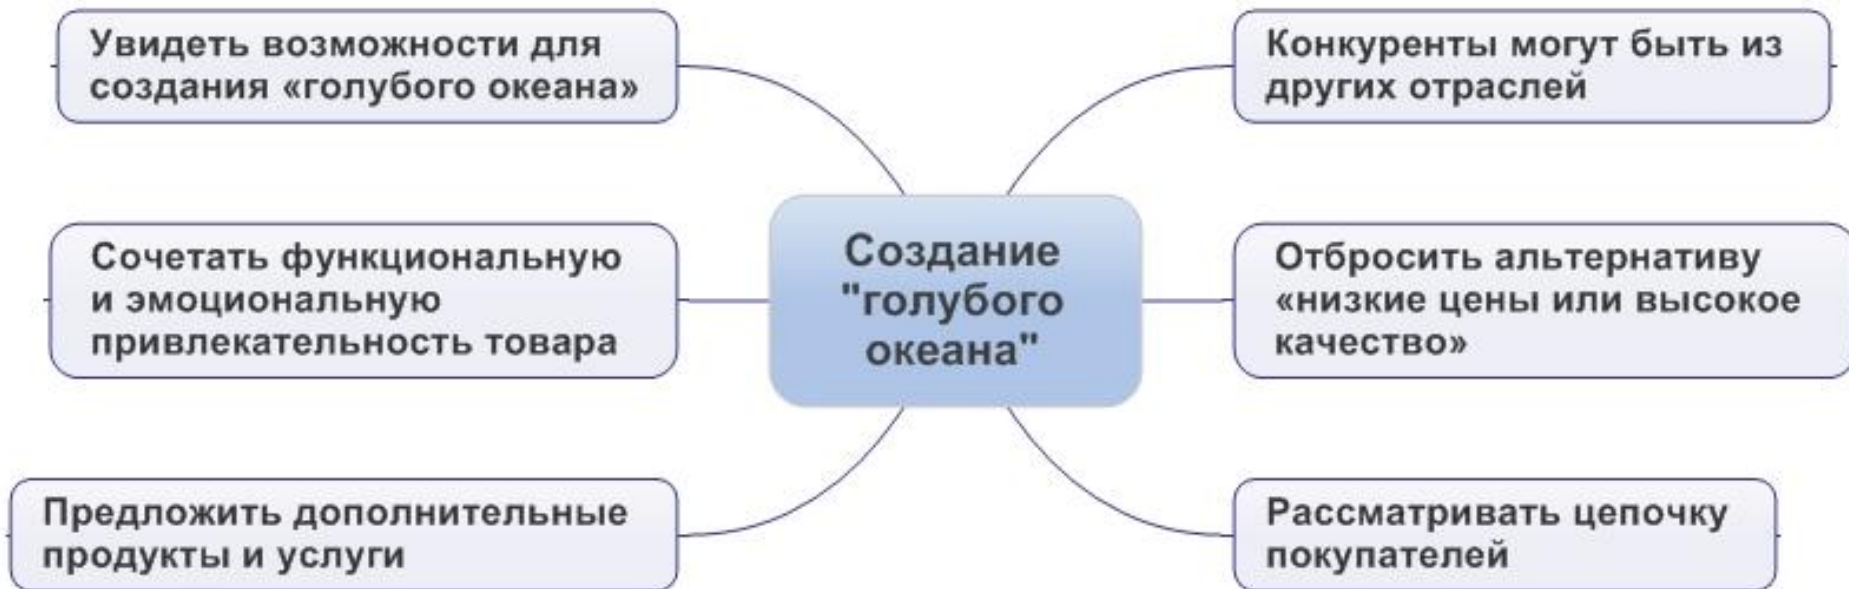 Увидеть возможности для
создания «голубого океана»
Конкуренты могут быть из
других отраслей
Сочетать функциональную
и эмоциональную
привлекательность товара
Создание
"голубого
океана"
Отбросить альтернативу
«низкие цены или высокое
качество»
Предложить дополнительные
продукты и услуги
Рассматривать цепочку
покупателей